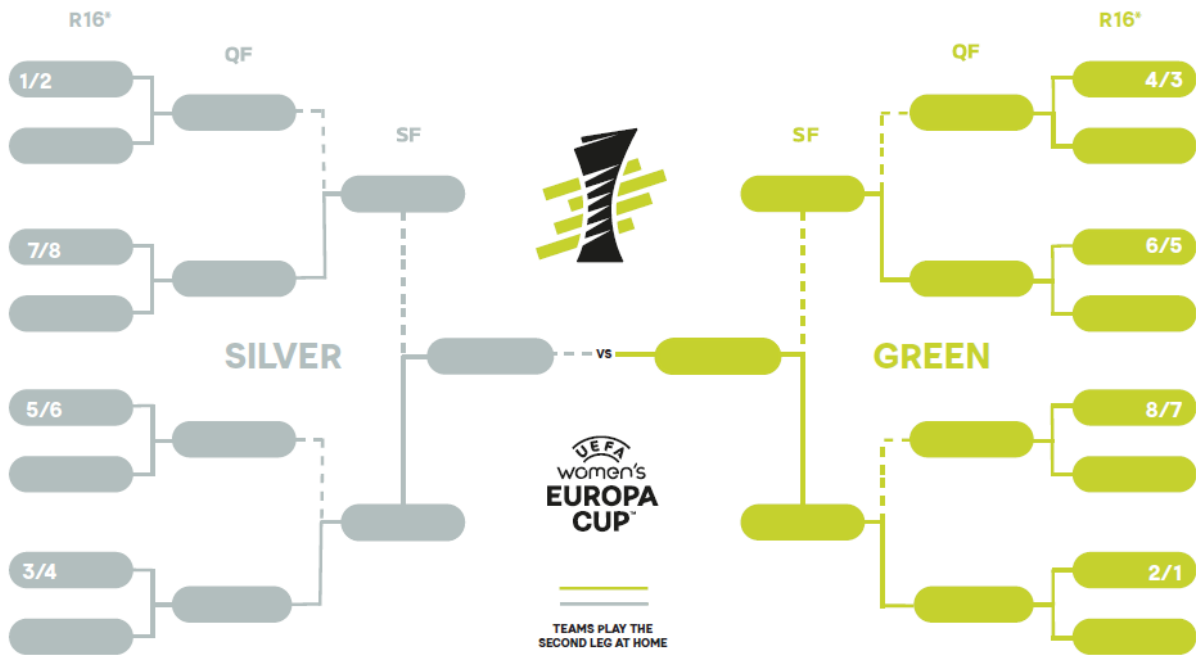 R16*
R16*
QF
QF
1/2
4/3
SF
SF
7/8
6/5
SILVER
VS
GREEN
5/6
8/7
UEFA
women's
EUROPA
CUP™
3/4
2/1
TEAMS PLAY THE
SECOND LEG AT HOME